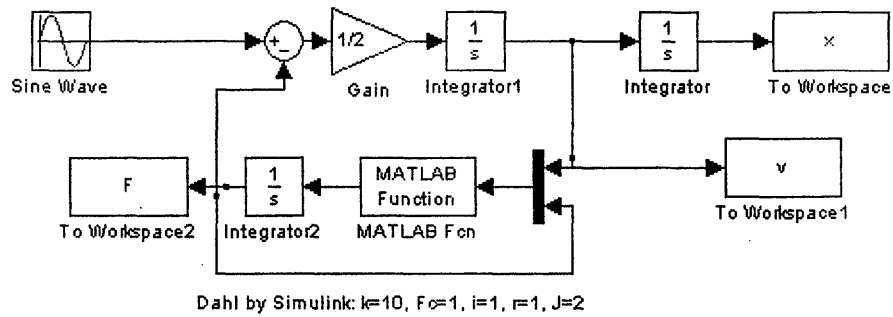 +
-
1/2
1
s
1
s
x
Sine Wave
Gain
Integrator1
Integrator
To Workspace
F
1
s
MATLAB
Function
v
To Workspace1
To Workspace2
Integrator2
MATLAB Fcn
Dahl by Simulink: k=10, Fc=1, i=1, r=1, J=2